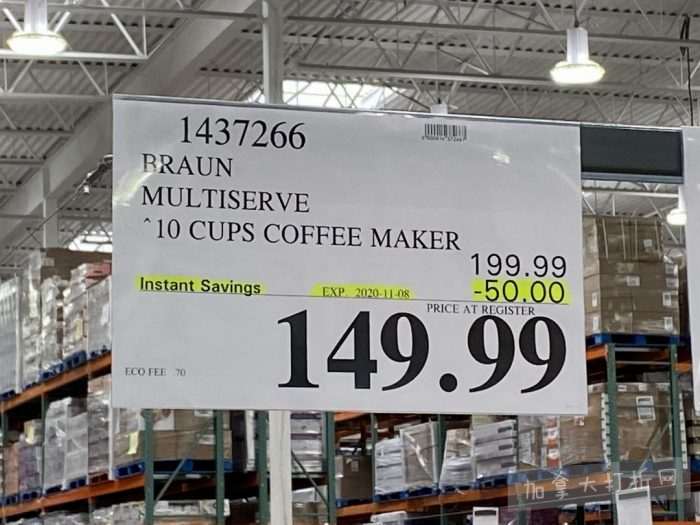 1437266
BRAUN
MULTISERVE
^10 CUPS COFFEE MAKER
199.99
Instant Savings EXP. 2020-11-08 -50.00
PRICE AT REGISTER
149.99
ECO FEE .70
加拿大打折网